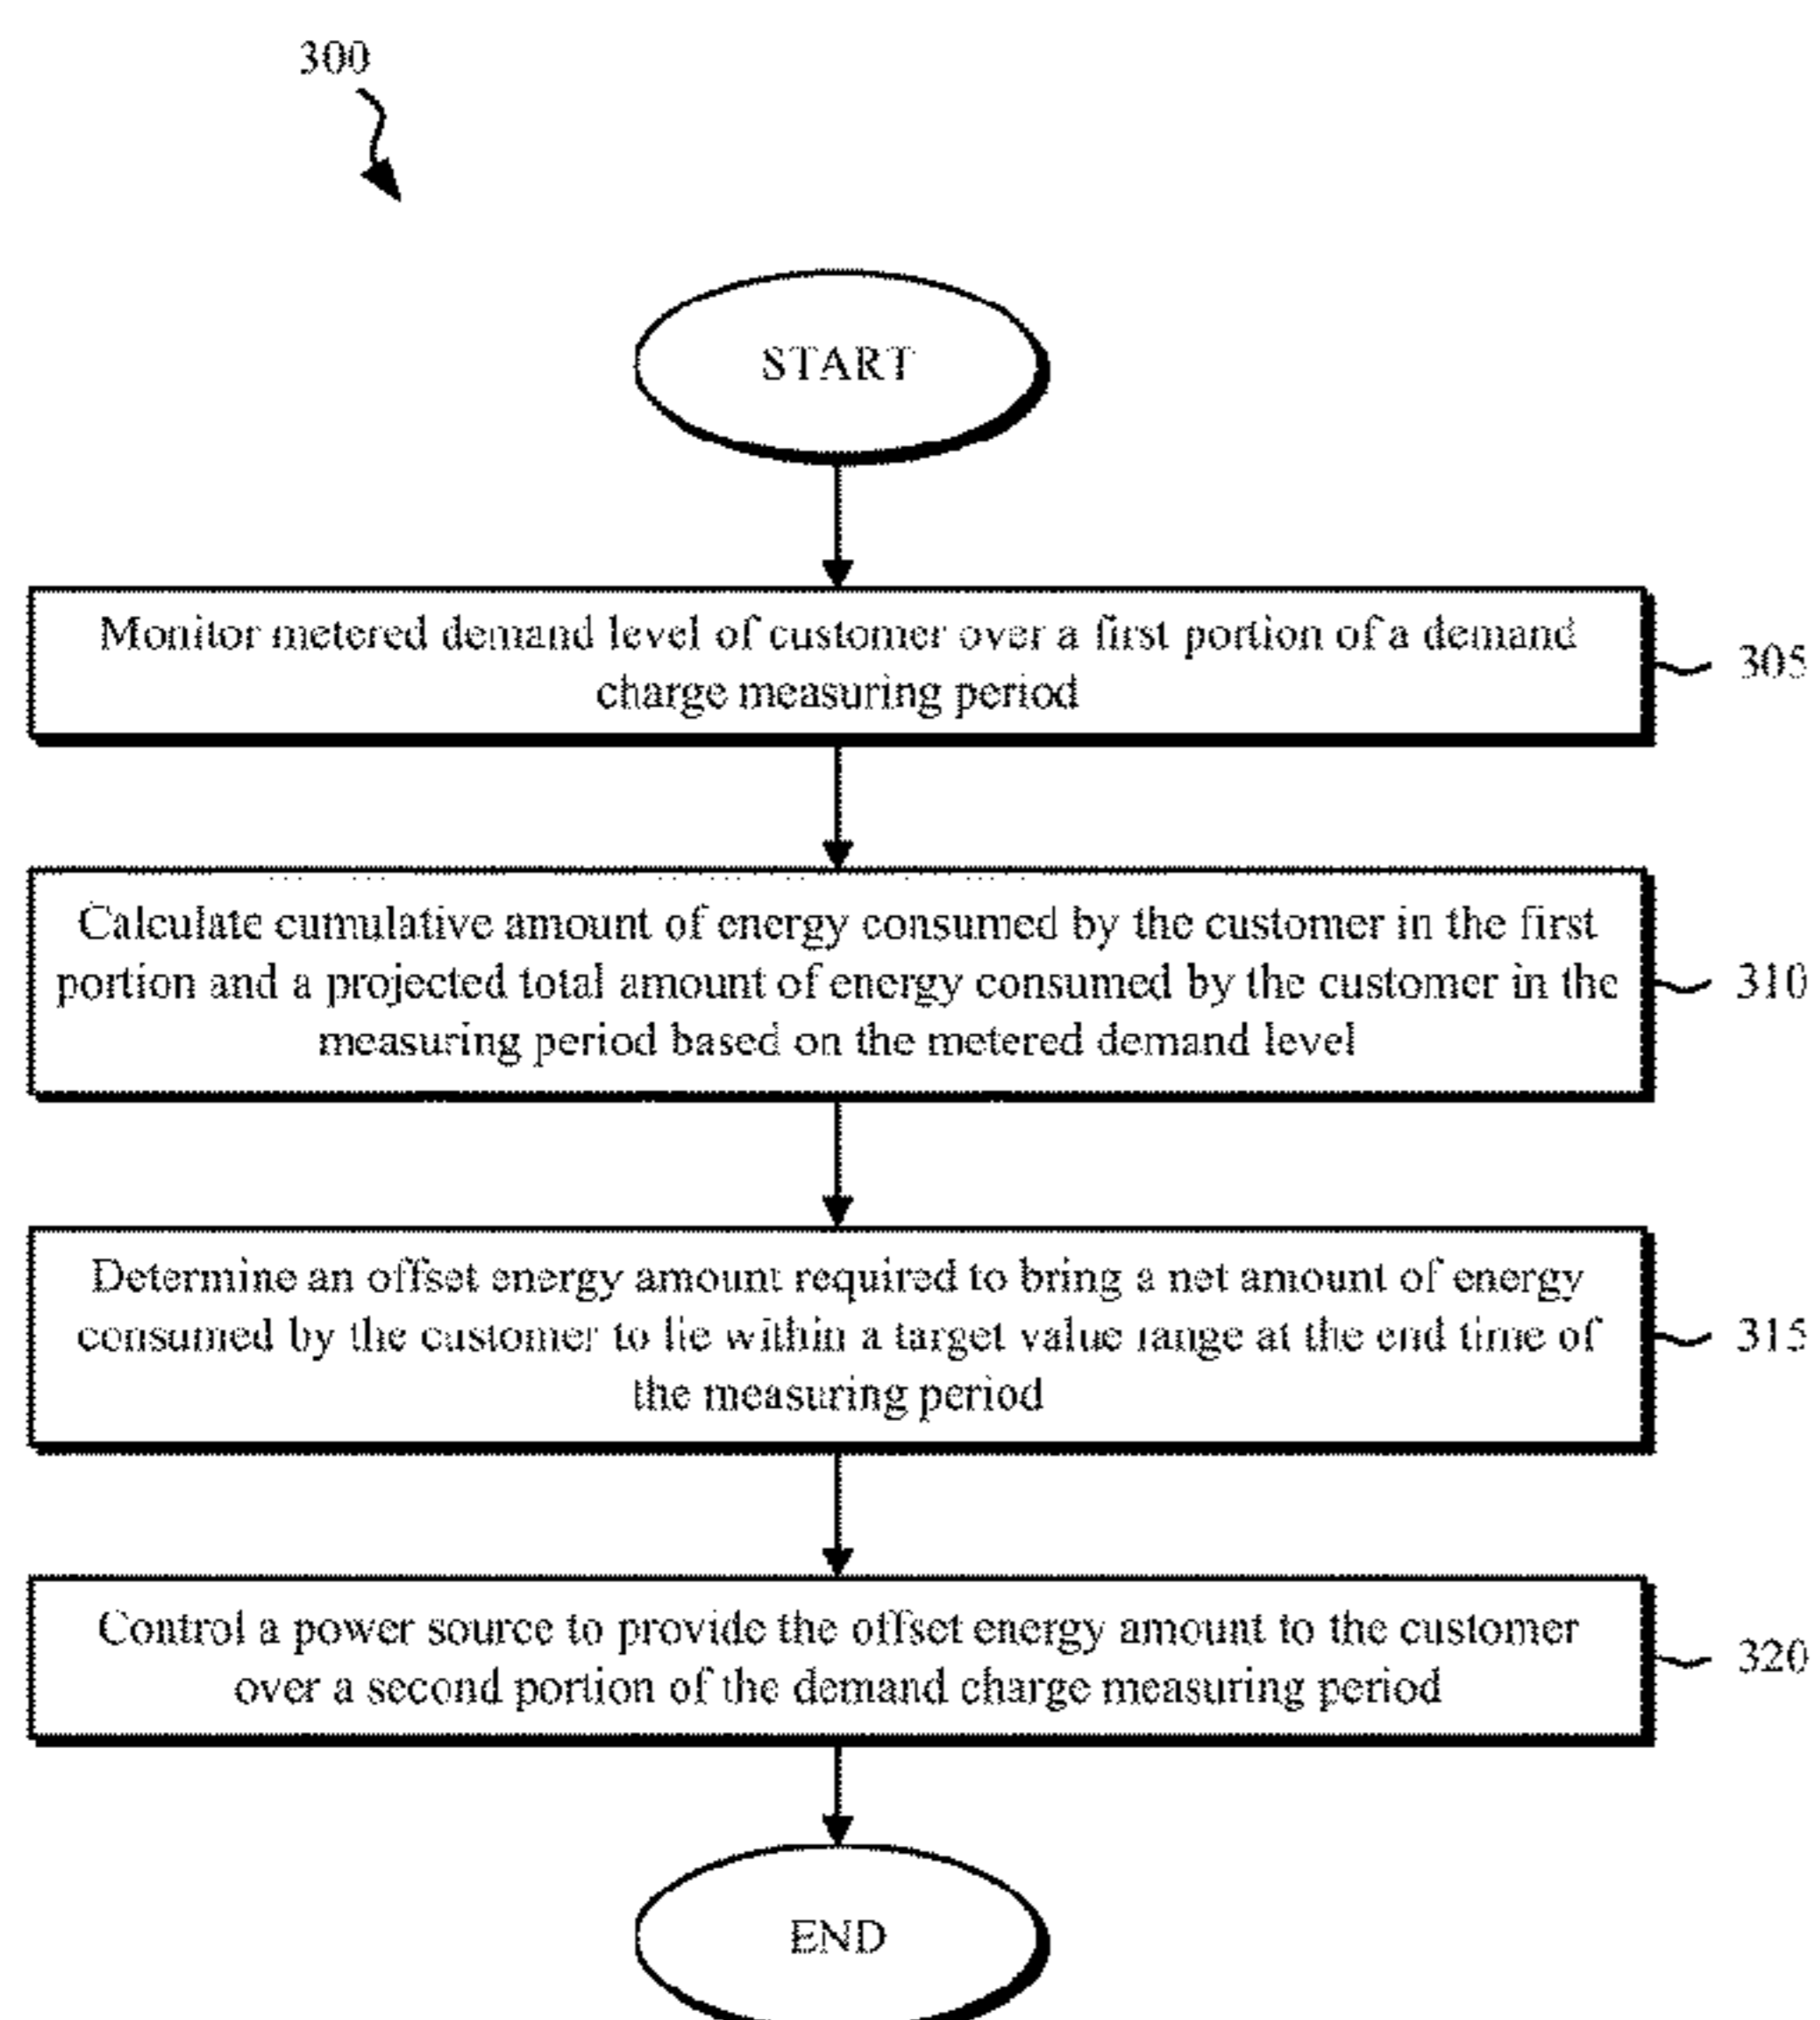 300
START
Monitor metered demand level of customer over a first portion of a demand
charge measuring period
305
Calculate cumulative amount of energy consumed by the customer in the first
portion and a projected total amount of energy consumed by the customer in the
measuring period based on the metered demand level
310
Determine an offset energy amount required to bring a net amount of energy
consumed by the customer to lie within a target value range at the end time of
the measuring period
315
Control a power source to provide the offset energy amount to the customer
over a second portion of the demand charge measuring period
320
END